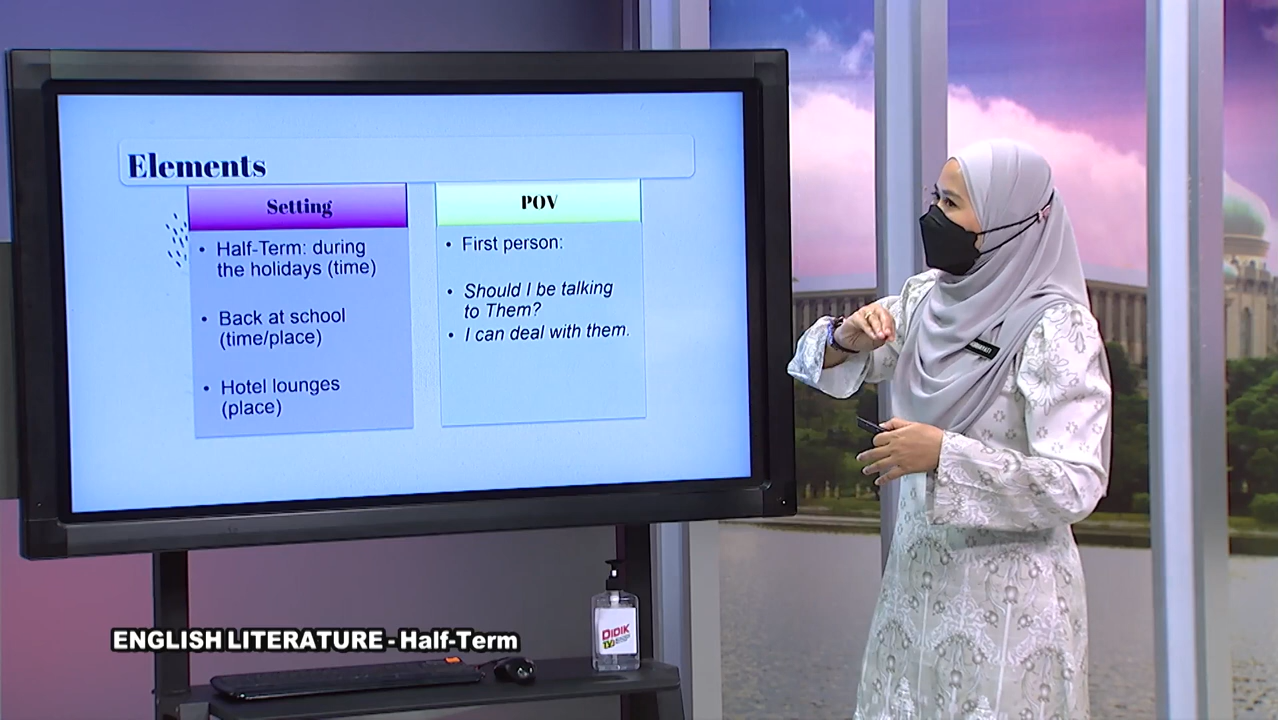 Elements
Setting
• Half-Term: during
the holidays (time)
• Back at school
(time/place)
• Hotel lounges
(place)
POV
• First person:
• Should I be talking
to Them?
• I can deal with them.
DIDIK
TV
ENGLISH LITERATURE - Half-Term